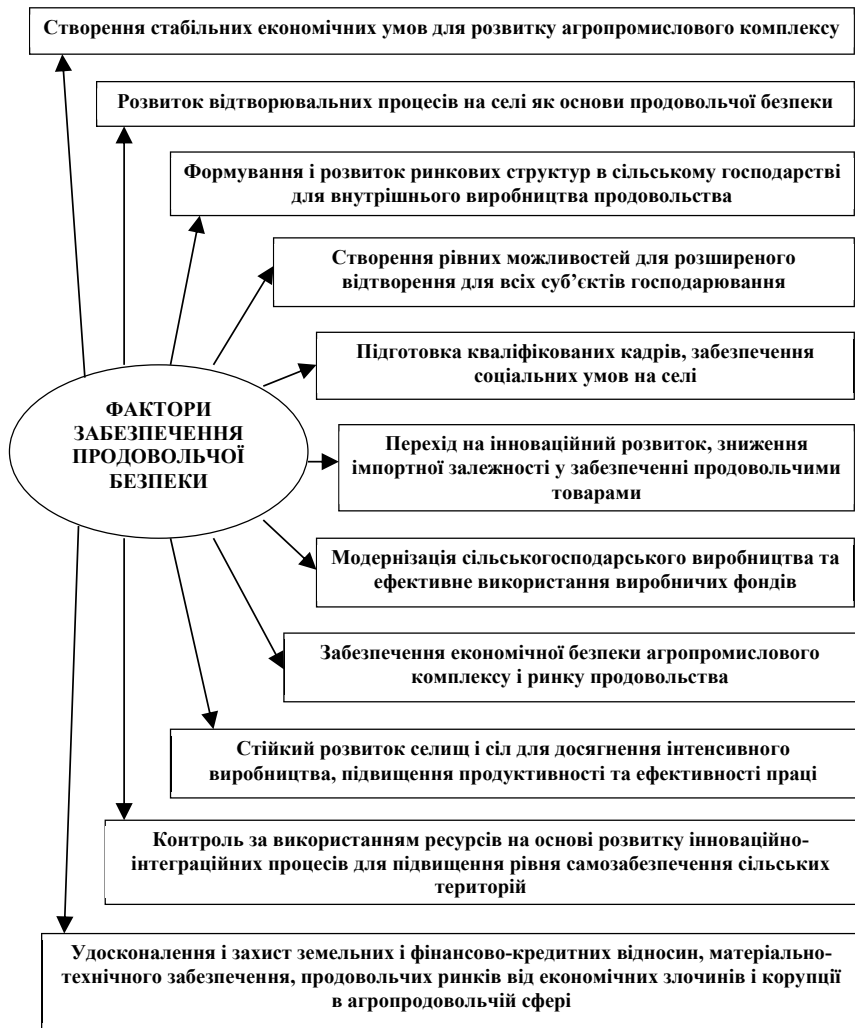 Створення стабільних економічних умов для розвитку агропромислового комплексу
Розвиток відтворювальних процесів на селі як основи продовольчої безпеки
Формування і розвиток ринкових структур в сільському господарстві
для внутрішнього виробництва продовольства
Створення рівних можливостей для розширеного
відтворення для всіх суб’єктів господарювання
Підготовка кваліфікованих кадрів, забезпечення
соціальних умов на селі
ФАКТОРИ
ЗАБЕЗПЕЧЕННЯ
ПРОДОВОЛЬЧОЇ
БЕЗПЕКИ
Перехід на інноваційний розвиток, зниження
імпортної залежності у забезпеченні продовольчими
товарами
Модернізація сільськогосподарського виробництва та
ефективне використання виробничих фондів
Забезпечення економічної безпеки агропромислового
комплексу і ринку продовольства
Стійкий розвиток селищ і сіл для досягнення інтенсивного
виробництва, підвищення продуктивності та ефективності праці
Контроль за використанням ресурсів на основі розвитку інноваційно-
інтеграційних процесів для підвищення рівня самозабезпечення сільських
територій
Удосконалення і захист земельних і фінансово-кредитних відносин, матеріально-
технічного забезпечення, продовольчих ринків від економічних злочинів і корупції
в агропродовольчій сфері